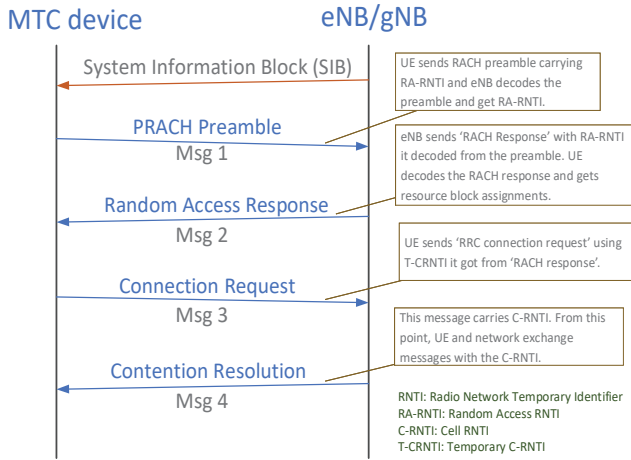 MTC device
eNB/gNB
System Information Block (SIB)
UE sends RACH preamble carrying
RA-RNTI and eNB decodes the
preamble and get RA-RNTI.
PRACH Preamble
Msg 1
eNB sends ‘RACH Response’ with RA-RNTI
it decoded from the preamble. UE
decodes the RACH response and gets
resource block assignments.
Random Access Response
Msg 2
UE sends ‘RRC connection request’ using
T-CRNTI it got from ‘RACH response’.
Connection Request
Msg 3
This message carries C-RNTI. From this
point, UE and network exchange
messages with the C-RNTI.
Contention Resolution
Msg 4
RNTI: Radio Network Temporary Identifier
RA-RNTI: Random Access RNTI
C-RNTI: Cell RNTI
T-CRNTI: Temporary C-RNTI